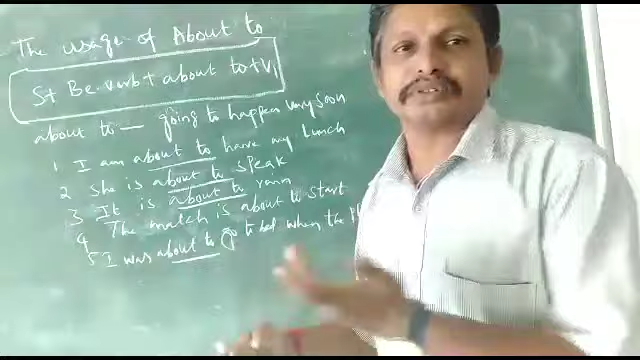 The usage of About to
S+ Be.verb+ about to+V1
about to — going to happen very soon
1 I am about to have my lunch
2 She is about to speak
3 It is about to rain
4 The match is about to start
5 I was about to go to bed when the